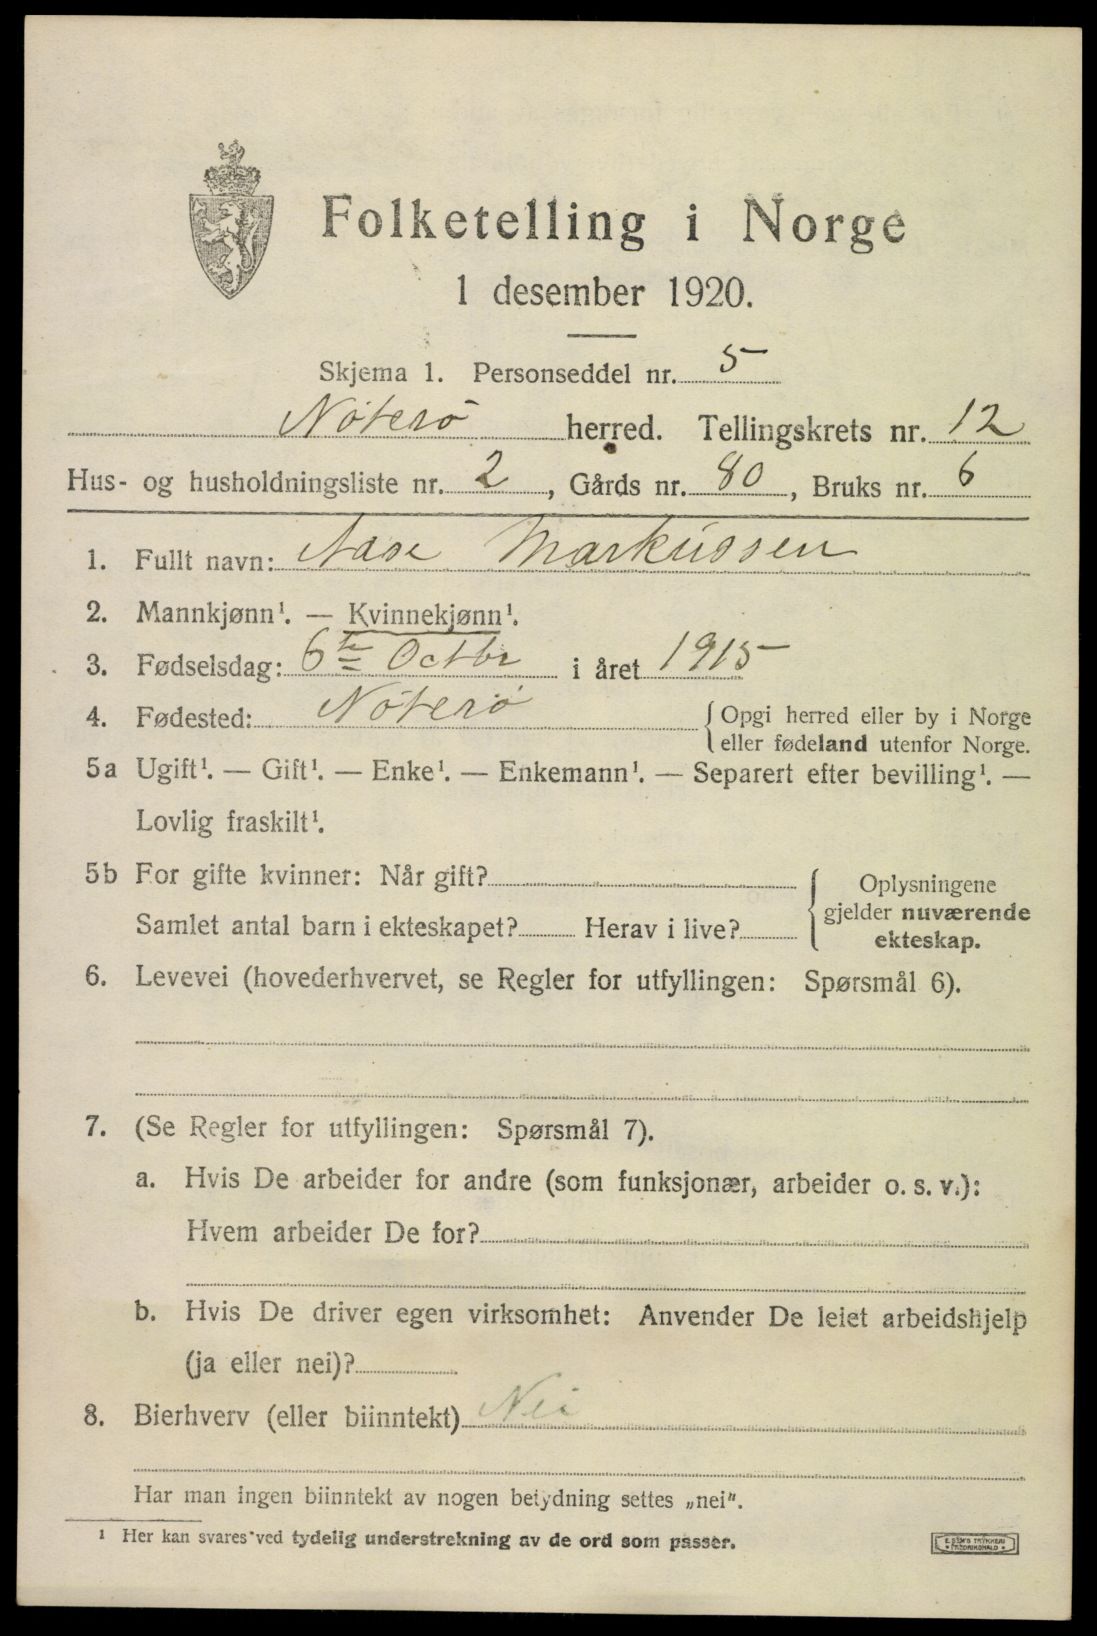 Folketelling i Norge
1 desember 1920.
Skjema 1. Personseddel nr. 5
Nöterö herred. Tellingskrets nr. 12
Hus- og husholdningsliste nr. 2, Gårds nr. 80, Bruks nr. 6
1. Fullt navn: Aase Markussen
2. Mannkjønn¹. — Kvinnekjønn¹.
3. Fødselsdag: 6te Octbr i året 1915
4. Fødested: Nöterö {Opgi herred eller by i Norge
eller fødeland utenfor Norge.
5a Ugift¹. — Gift¹. — Enke¹. — Enkemann¹. — Separert efter bevilling¹. —
Lovlig fraskilt¹.
5b For gifte kvinner: Når gift? { Oplysningene
gjelder nuværende
Samlet antal barn i ekteskapet? Herav i live? ekteskap.
6. Levevei (hovederhvervet, se Regler for utfyllingen: Spørsmål 6).
7. (Se Regler for utfyllingen: Spørsmål 7).
a. Hvis De arbeider for andre (som funksjonær, arbeider o. s. v.):
Hvem arbeider De for?
b. Hvis De driver egen virksomhet: Anvender De leiet arbeidshjelp
(ja eller nei)?
8. Bierhverv (eller biinntekt) Nei
Har man ingen biinntekt av nogen betydning settes „nei".
¹ Her kan svares ved tydelig understrekning av de ord som passer.